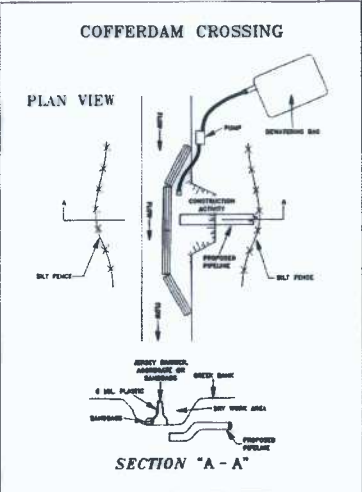 COFFERDAM CROSSING
PLAN VIEW
FLOW
PUMP
DEWATERING BAG
A
A
CONSTRUCTION
ACTIVITY
FLOW
PROPOSED
PIPELINE
SILT FENCE
SILT FENCE
FLOW
JERSEY BARRIER,
AGGREGATE OR
SANDBAGS
CREEK BANK
6 MIL. PLASTIC
SANDBAGS
DRY WORK AREA
PROPOSED
PIPELINE
SECTION "A - A"